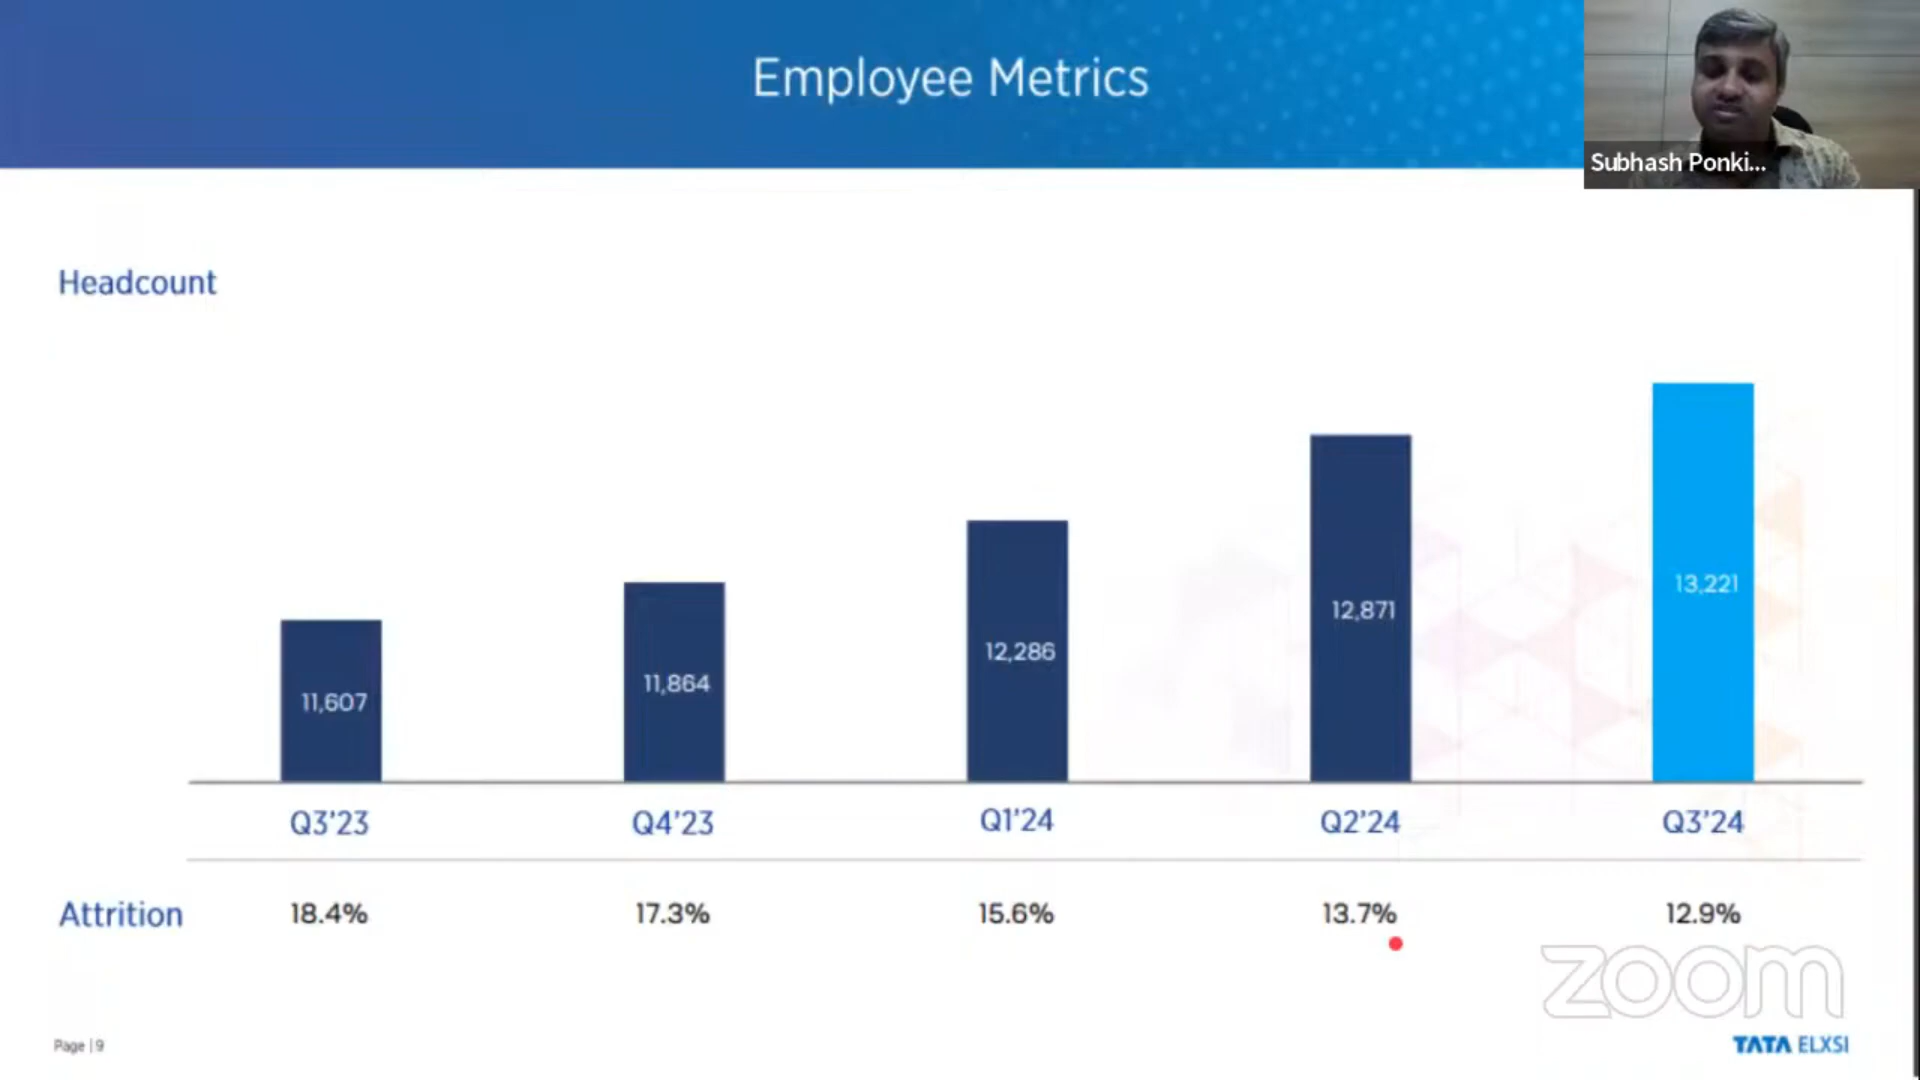 Employee Metrics
Subhash Ponki...
Headcount
11,607
11,864
12,286
12,871
13,221
Q3'23
Q4'23
Q1'24
Q2'24
Q3'24
Attrition
18.4%
17.3%
15.6%
13.7%
12.9%
zoom
Page | 9
TATA ELXSI